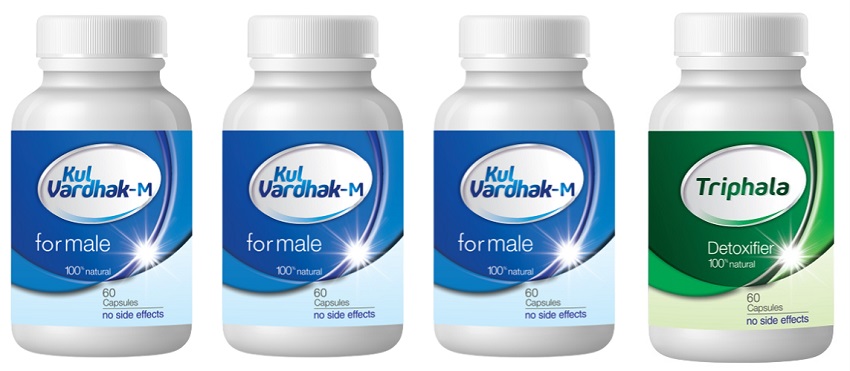 Kul
Vardhak-M
for male
100% natural
60
Capsules
no side effects
Kul
Vardhak-M
for male
100% natural
60
Capsules
no side effects
Kul
Vardhak-M
for male
100% natural
60
Capsules
no side effects
Triphala
Detoxifier
100% natural
60
Capsules
no side effects